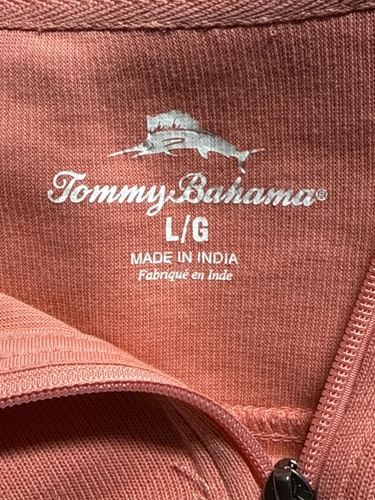 Tommy Bahama®
L/G
MADE IN INDIA
Fabriqué en Inde